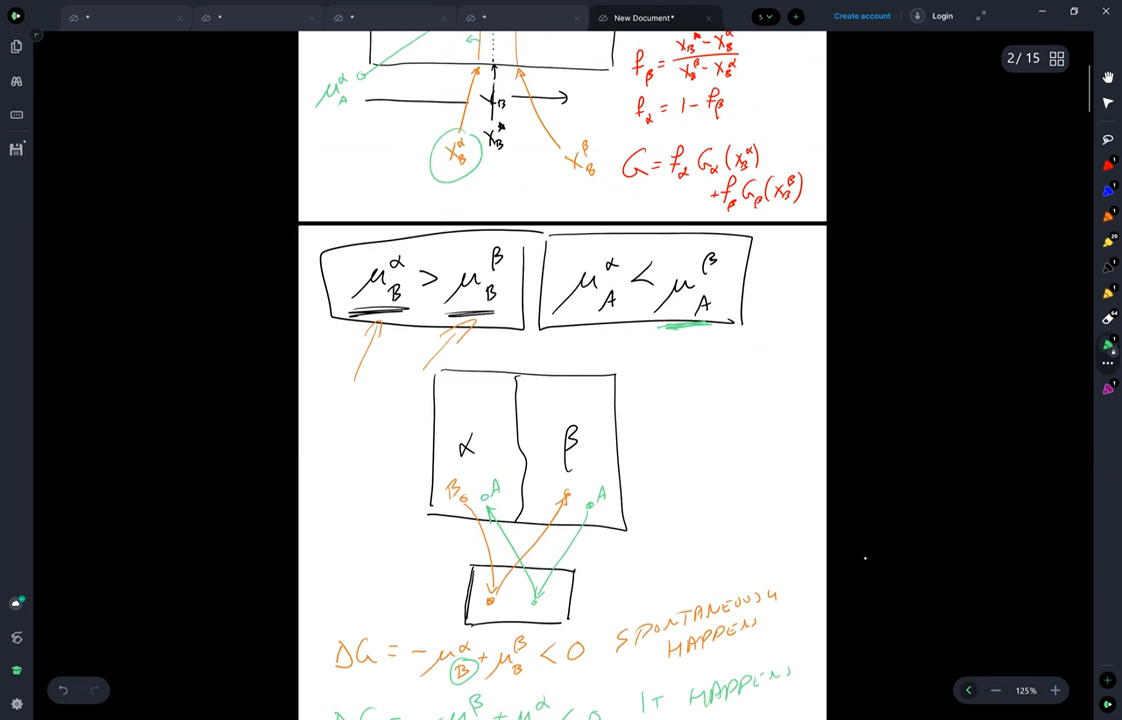 New Document*
5
Create account
Login
2 / 15
μ_A^α
X_B
X_B^*
X_B^α
X_B^β
f_β = (X_B^* - X_B^α) / (X_B^β - X_B^α)
f_α = 1 - f_β
G = f_α G_α(X_B^α)
+ f_β G_β(X_B^β)
μ_B^α > μ_B^β
μ_A^α < μ_A^β
α
β
B
A
A
ΔG = -μ_B^α + μ_B^β < 0
SPONTANEOUSLY
HAPPEN
IT HAPPENS
125%